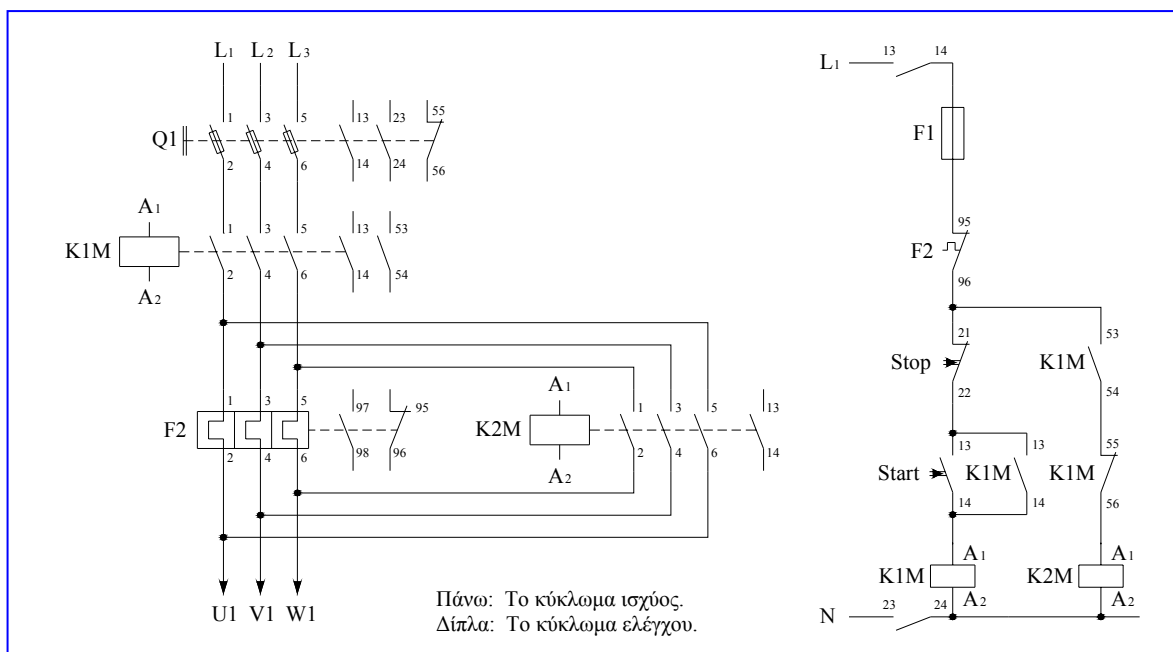 L1 L2 L3
1 3 5 13 23 55
Q1
2 4 6 14 24 56
A1
1 3 5 13 53
K1M
2 4 6 14 54
A2
1 3 5 97 95
F2
2 4 6 98 96
A1
1 3 5 13
K2M
2 4 6 14
A2
U1 V1 W1
Πάνω: Το κύκλωμα ισχύος.
Δίπλα: Το κύκλωμα ελέγχου.
13 14
L1
F1
95
F2
96
21 53
Stop K1M
22 54
13 13 55
Start K1M K1M
14 14 56
A1 A1
K1M K2M
A2 A2
23 24
N